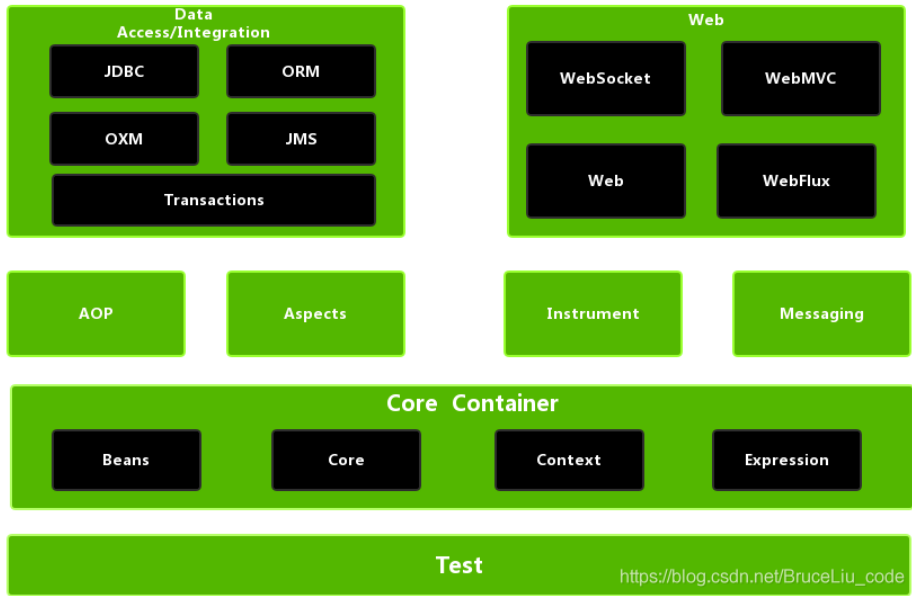 Data
Access/Integration
JDBC
ORM
OXM
JMS
Transactions
Web
WebSocket
WebMVC
Web
WebFlux
AOP
Aspects
Instrument
Messaging
Core Container
Beans
Core
Context
Expression
Test
https://blog.csdn.net/BruceLiu_code